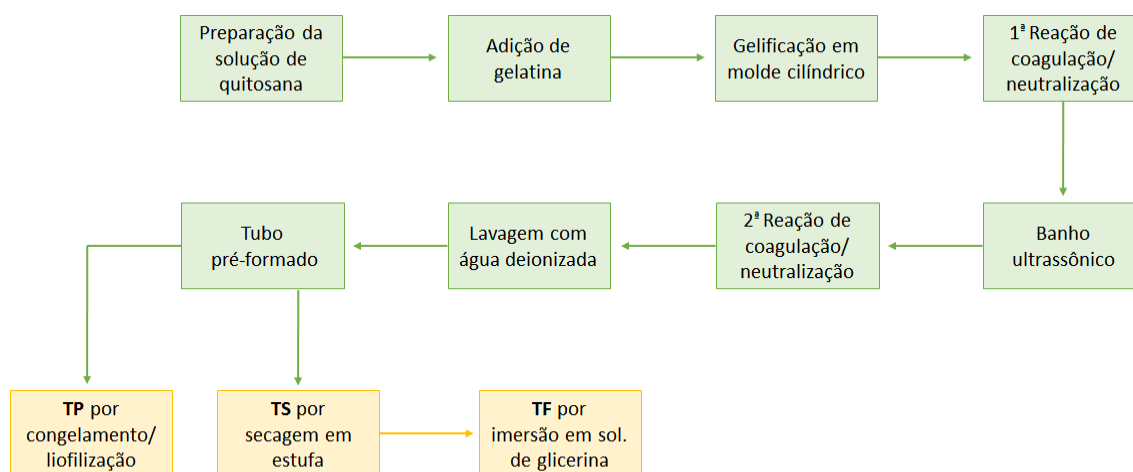 Preparação da
solução de
quitosana
Adição de
gelatina
Gelificação em
molde cilíndrico
1ª Reação de
coagulação/
neutralização
Banho
ultrassônico
2ª Reação de
coagulação/
neutralização
Lavagem com
água deionizada
Tubo
pré-formado
TP por
congelamento/
liofilização
TS por
secagem em
estufa
TF por
imersão em sol.
de glicerina